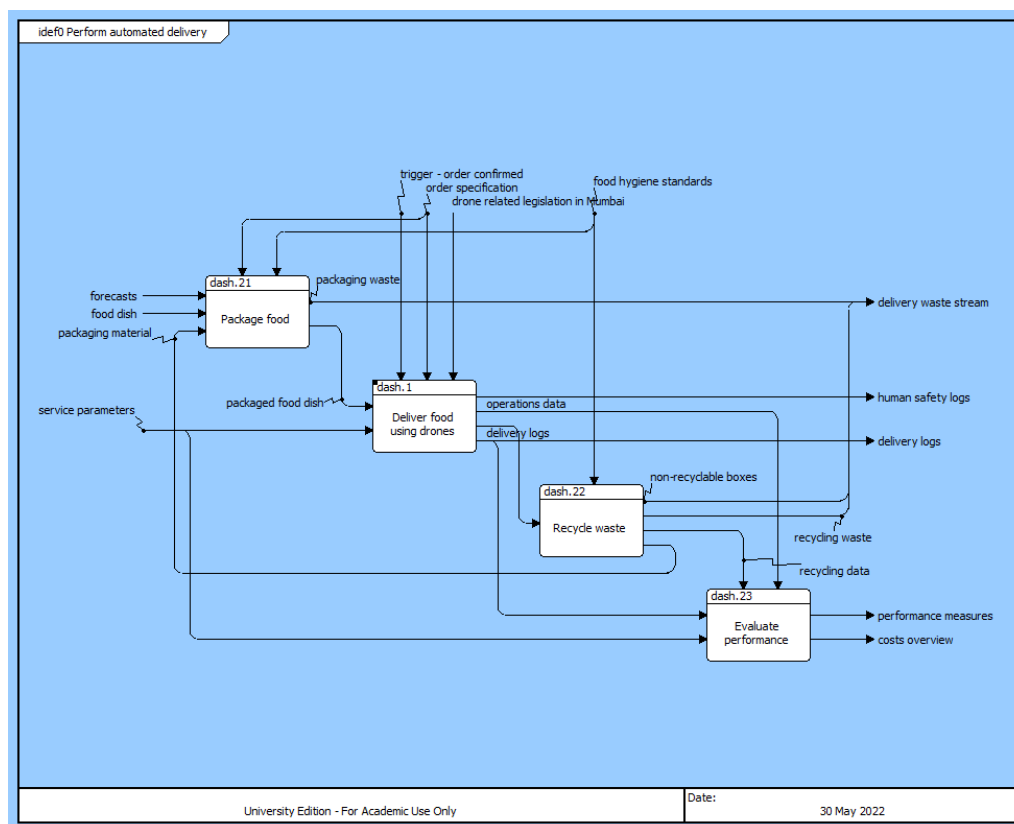 idef0 Perform automated delivery
trigger - order confirmed
order specification
drone related legislation in Mumbai
food hygiene standards
dash.21
Package food
packaging waste
forecasts
food dish
packaging material
delivery waste stream
dash.1
Deliver food
using drones
packaged food dish
service parameters
operations data
delivery logs
human safety logs
delivery logs
dash.22
Recycle waste
non-recyclable boxes
recycling waste
recycling data
dash.23
Evaluate
performance
performance measures
costs overview
University Edition - For Academic Use Only
Date:
30 May 2022